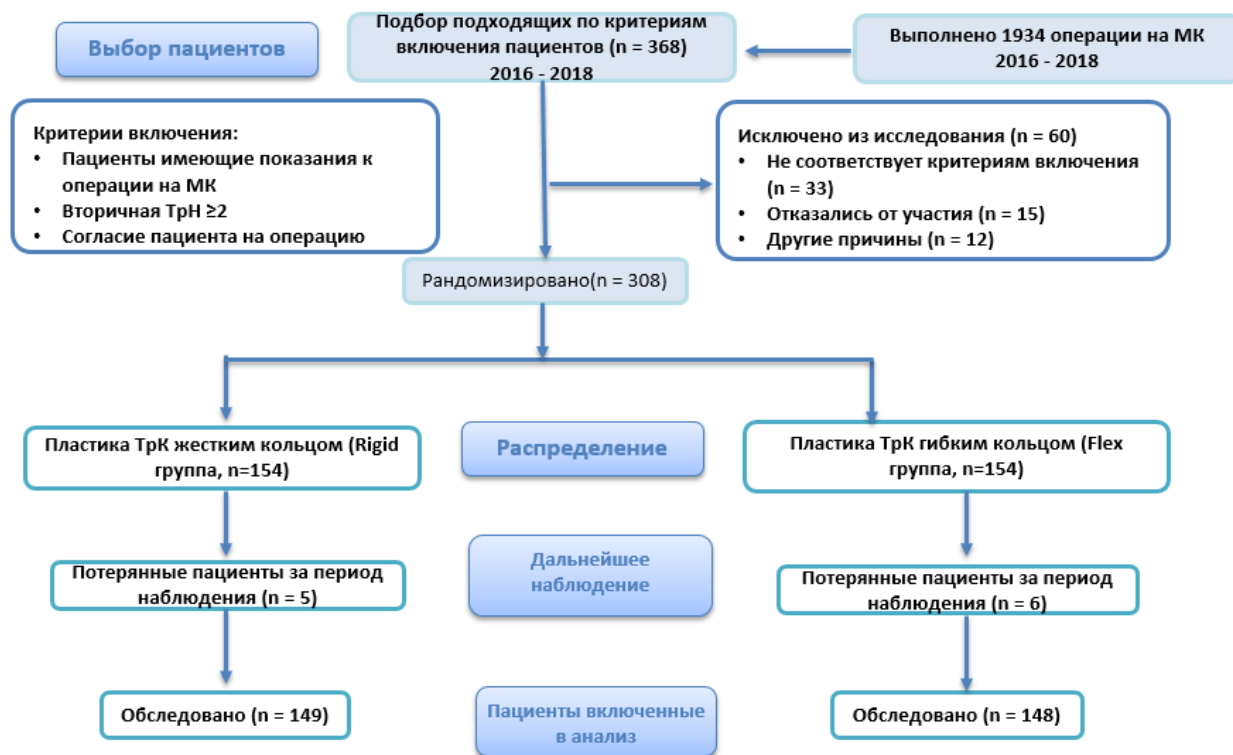 Выбор пациентов
Подбор подходящих по критериям
включения пациентов (n = 368)
2016 - 2018
Выполнено 1934 операции на МК
2016 - 2018
Критерии включения:
• Пациенты имеющие показания к
операции на МК
• Вторичная ТрН ≥2
• Согласие пациента на операцию
Исключено из исследования (n = 60)
• Не соответствует критериям включения
(n = 33)
• Отказались от участия (n = 15)
• Другие причины (n = 12)
Рандомизировано(n = 308)
Пластика ТрК жестким кольцом (Rigid
группа, n=154)
Распределение
Пластика ТрК гибким кольцом (Flex
группа, n=154)
Потерянные пациенты за период
наблюдения (n = 5)
Дальнейшее
наблюдение
Потерянные пациенты за период
наблюдения (n = 6)
Обследовано (n = 149)
Пациенты включенные
в анализ
Обследовано (n = 148)